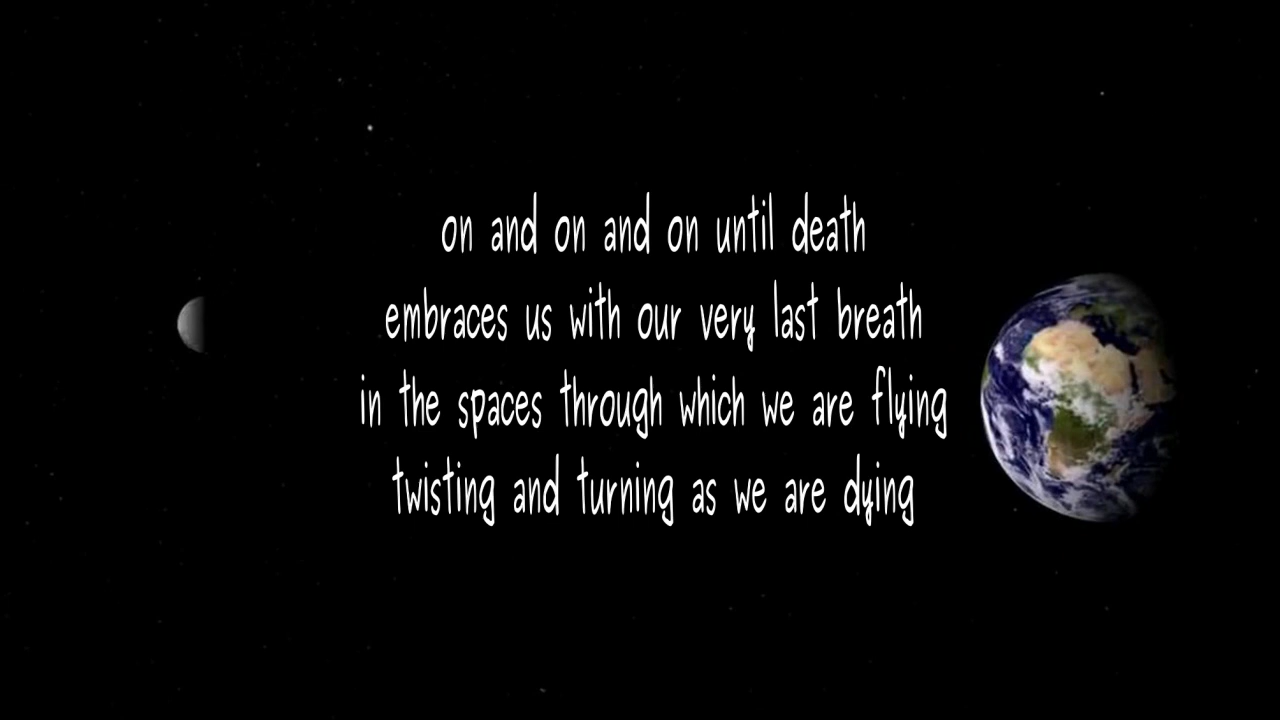 on and on and on until death
embraces us with our very last breath
in the spaces through which we are flying
twisting and turning as we are dying